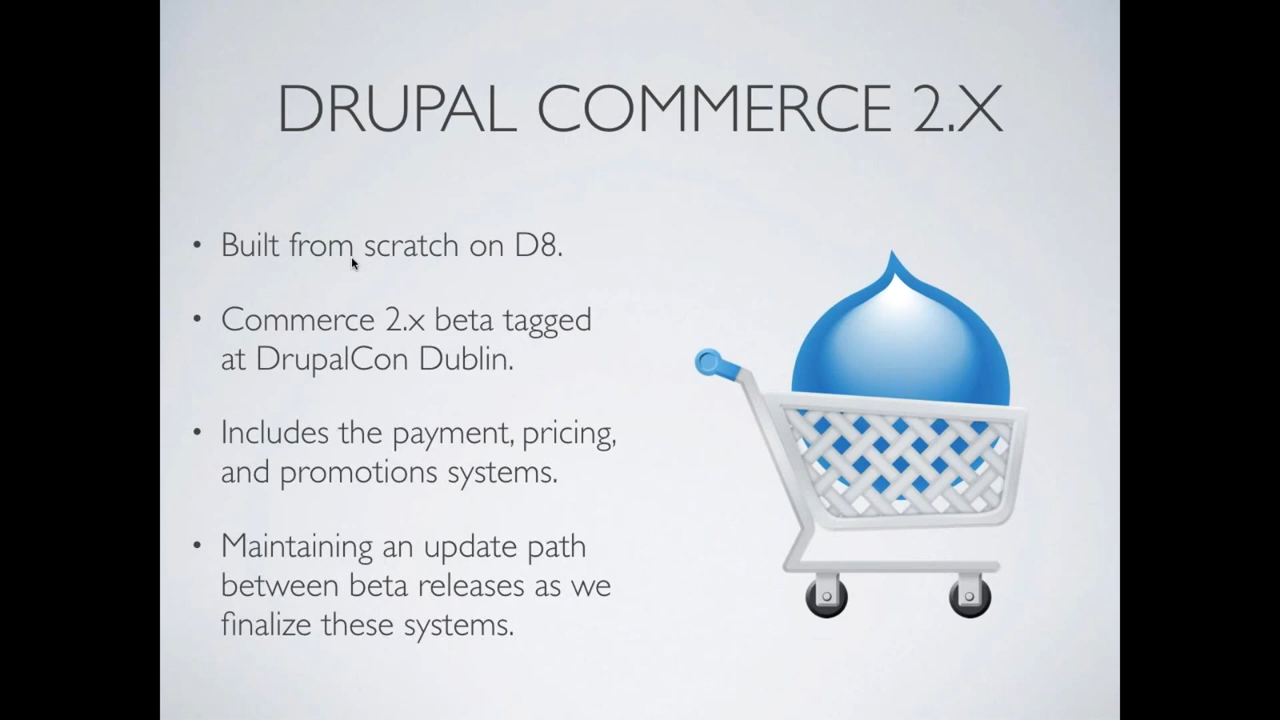 DRUPAL COMMERCE 2.X
• Built from scratch on D8.
• Commerce 2.x beta tagged
at DrupalCon Dublin.
• Includes the payment, pricing,
and promotions systems.
• Maintaining an update path
between beta releases as we
finalize these systems.